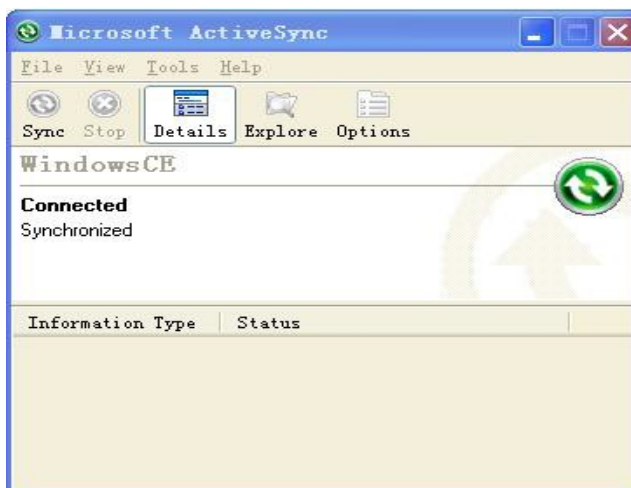 Microsoft ActiveSync
File View Tools Help
Sync Stop Details Explore Options
WindowsCE
Connected
Synchronized
Information Type Status